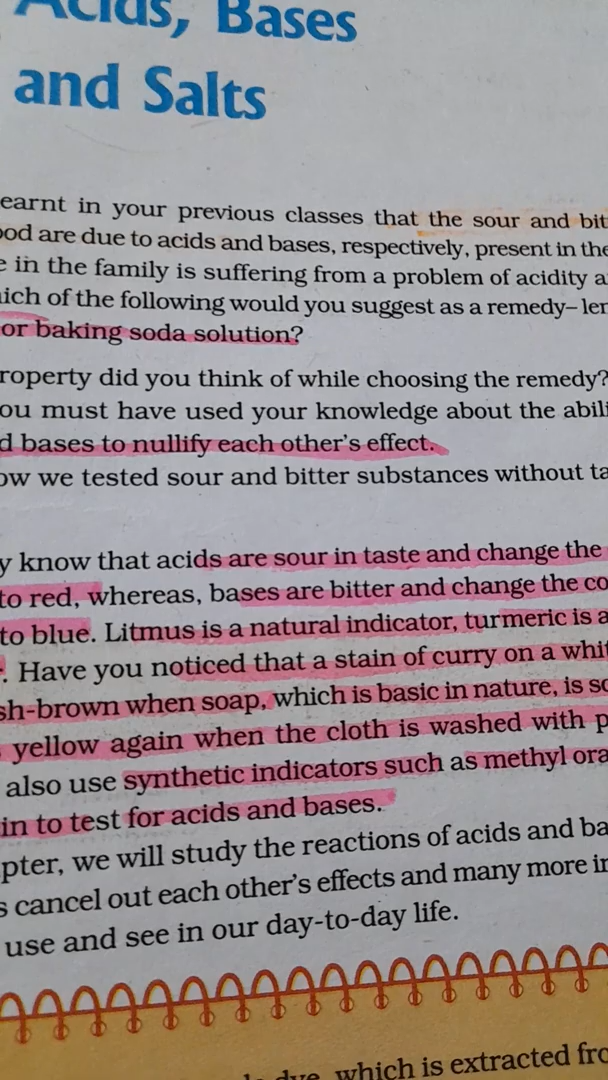 Acids, Bases
and Salts
earnt in your previous classes that the sour and bit
ood are due to acids and bases, respectively, present in the
e in the family is suffering from a problem of acidity a
hich of the following would you suggest as a remedy– ler
or baking soda solution?
roperty did you think of while choosing the remedy?
ou must have used your knowledge about the abili
d bases to nullify each other's effect.
ow we tested sour and bitter substances without ta
y know that acids are sour in taste and change the
to red, whereas, bases are bitter and change the co
to blue. Litmus is a natural indicator, turmeric is a
. Have you noticed that a stain of curry on a whit
sh-brown when soap, which is basic in nature, is sc
yellow again when the cloth is washed with p
also use synthetic indicators such as methyl ora
in to test for acids and bases.
pter, we will study the reactions of acids and ba
s cancel out each other's effects and many more in
use and see in our day-to-day life.
dye, which is extracted fro